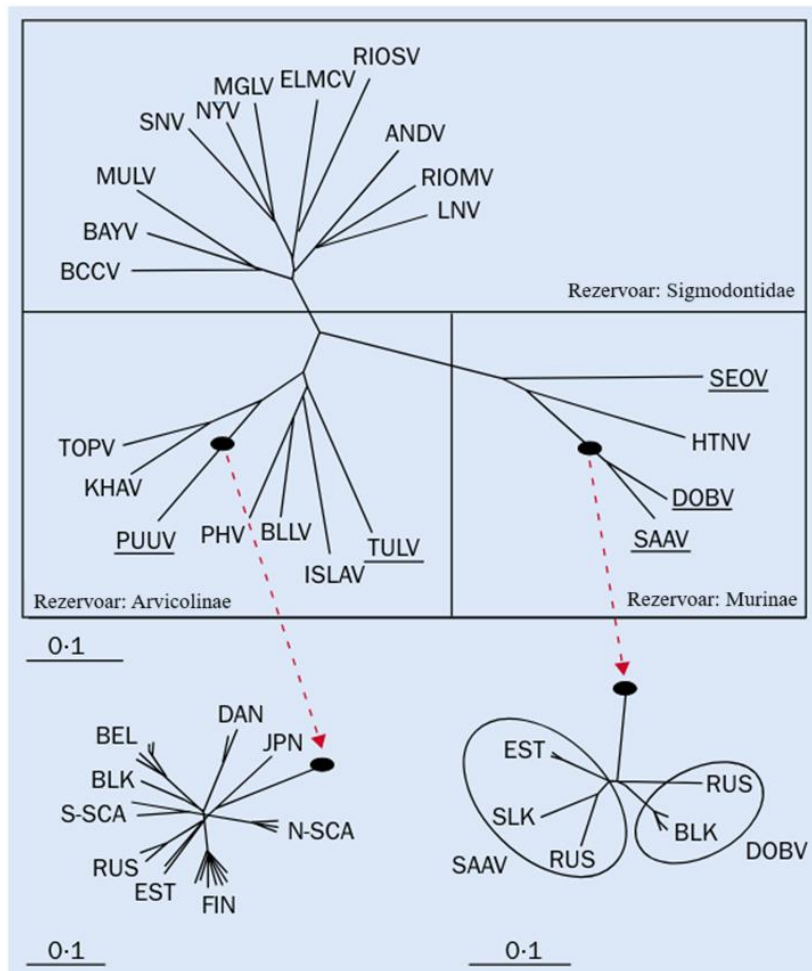 RIOSV
ELMCV
MGLV
NYV
SNV
ANDV
MULV
RIOMV
LNV
BAYV
BCCV
Rezervoar: Sigmodontidae
SEOV
TOPV
HTNV
KHAV
DOBV
PUUV
PHV
BLLV
TULV
SAAV
ISLAV
Rezervoar: Arvicolinae
Rezervoar: Murinae
0·1
DAN
BEL
JPN
BLK
S-SCA
N-SCA
RUS
EST
FIN
0·1
EST
RUS
SLK
BLK
RUS
SAAV
DOBV
0·1